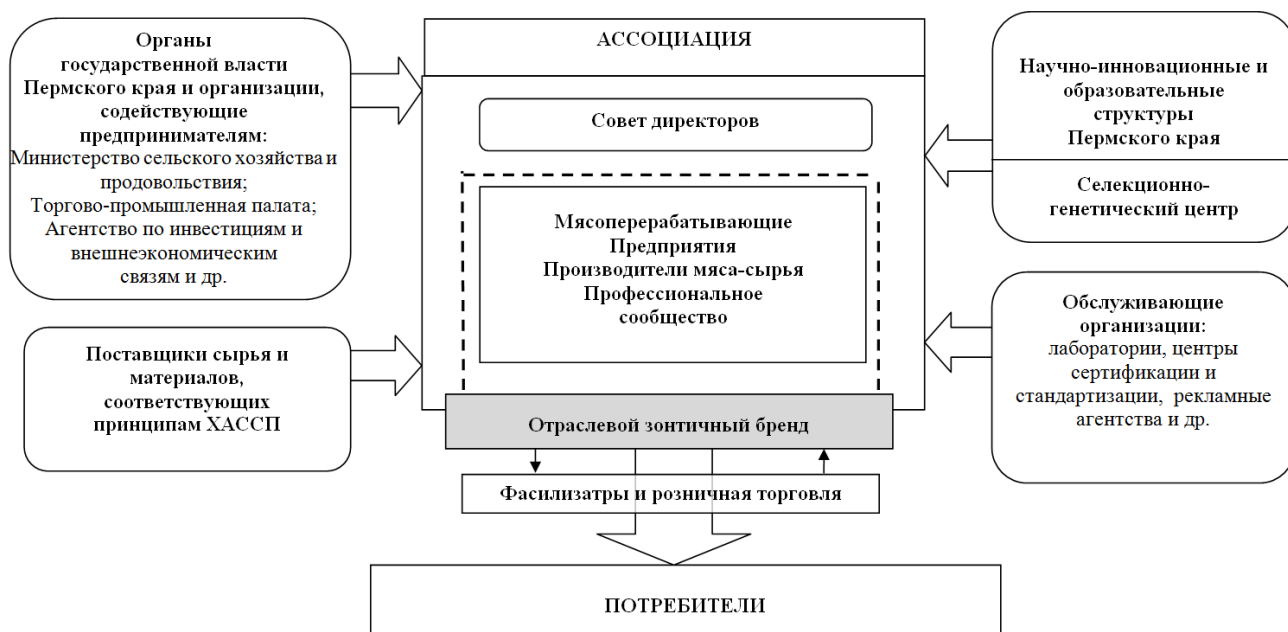 Органы
государственной власти
Пермского края и организации,
содействующие
предпринимателям:
Министерство сельского хозяйства и
продовольствия;
Торгово-промышленная палата;
Агентство по инвестициям и
внешнеэкономическим
связям и др.
Поставщики сырья и
материалов,
соответствующих
принципам ХАССП
АССОЦИАЦИЯ
Совет директоров
Мясоперерабатывающие
Предприятия
Производители мяса-сырья
Профессиональное
сообщество
Отраслевой зонтичный бренд
Фасилизатры и розничная торговля
ПОТРЕБИТЕЛИ
Научно-инновационные и
образовательные
структуры
Пермского края
Селекционно-
генетический центр
Обслуживающие
организации:
лаборатории, центры
сертификации и
стандартизации, рекламные
агентства и др.